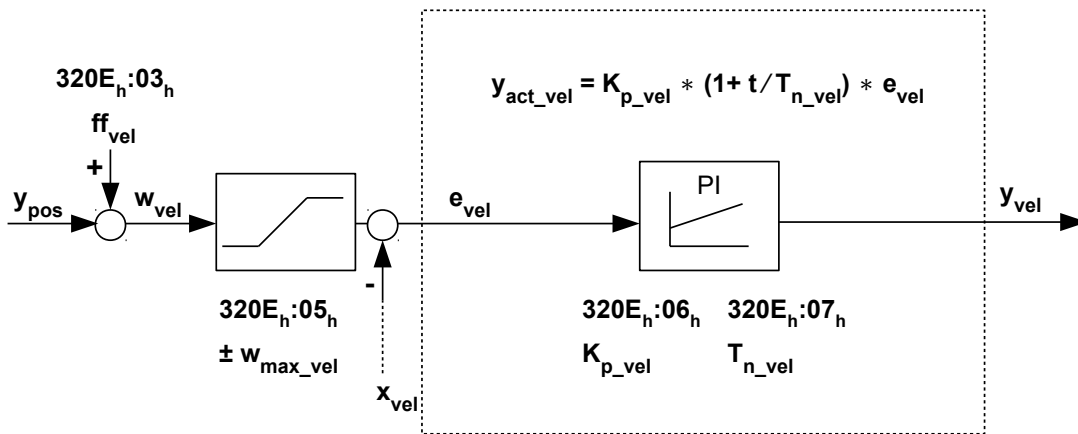 320E_h:03_h
y_act_vel = K_p_vel * (1+ t/T_n_vel) * e_vel
ff_vel
+
PI
y_pos
w_vel
e_vel
y_vel
-
320E_h:05_h
320E_h:06_h
320E_h:07_h
± w_max_vel
K_p_vel
T_n_vel
x_vel